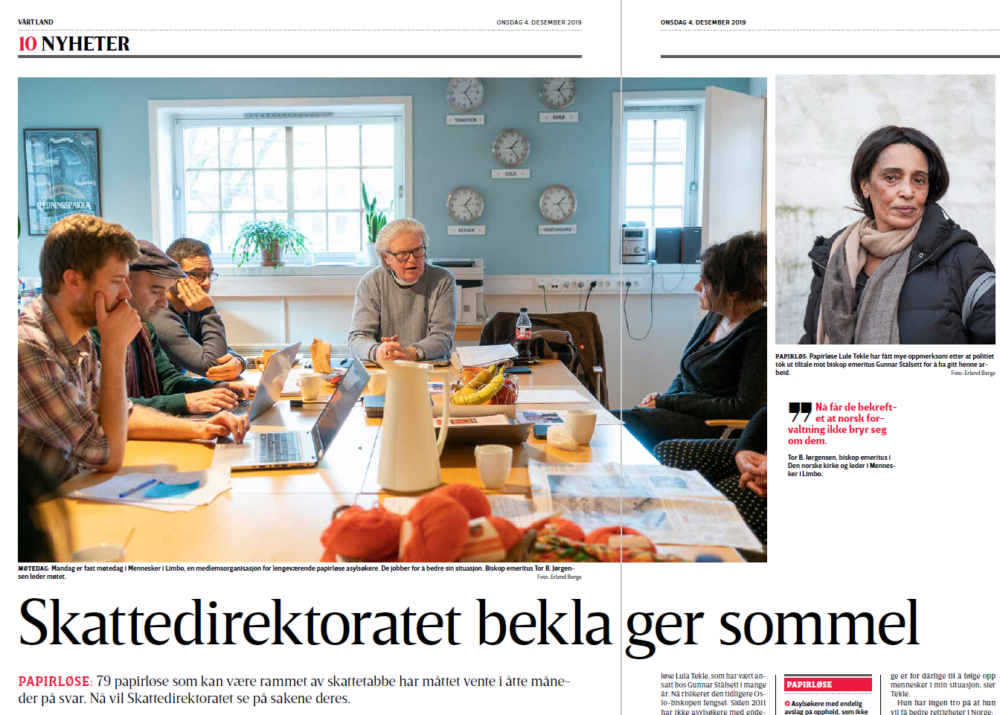 VÅRT LAND
ONSDAG 4. DESEMBER 2019
10 NYHETER
REDNINGSPAKKA
TRONDHEIM
BODØ
OSLO
BERGEN
KRISTIANSAND
MØTEDAG: Mandag er fast møtedag i Mennesker i Limbo, en medlemsorganisasjon for lengeværende papirløse asylsøkere. De jobber for å bedre sin situasjon. Biskop emeritus Tor B. Jørgen-
sen leder møtet.
Foto: Erlend Berge
ONSDAG 4. DESEMBER 2019
PAPIRLØS: Papirløse Lule Tekle har fått mye oppmerksom etter at politiet
tok ut tiltale mot biskop emeritus Gunnar Stålsett for å ha gitt henne ar-
beid.
Foto: Erlend Berge
Nå får de bekreft-
et at norsk for-
valtning ikke bryr seg
om dem.
Tor B. Jørgensen, biskop emeritus i
Den norske kirke og leder i Mennes-
ker i Limbo.
Skattedirektoratet bekla ger sommel
PAPIRLØSE: 79 papirløse som kan være rammet av skattetabbe har måttet vente i åtte måne-
der på svar. Nå vil Skattedirektoratet se på sakene deres.
løse Lula Tekle, som har vært an-
satt hos Gunnar Stålsett i mange
år. Nå risikerer den tidligere Os-
lo-biskopen fengsel. Siden 2011
har ikke asylsøkere med ende-
PAPIRLØSE
Asylsøkere med endelig
avslag på opphold, som ikke
ge er for dårlige til å følge opp
mennesker i min situasjon, sier
Tekle.
Hun har ingen tro på at hun
vil få bedre rettigheter i Norge: